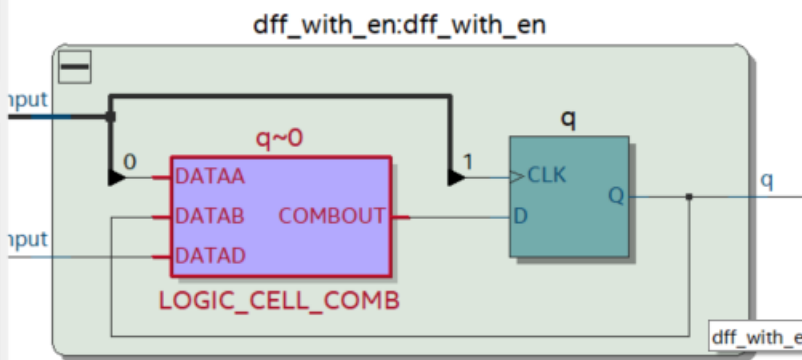 dff_with_en:dff_with_en
nput
q~0
q
0
1
DATAA
CLK
DATAB
COMBOUT
D
Q
q
nput
DATAD
LOGIC_CELL_COMB
dff_with_e